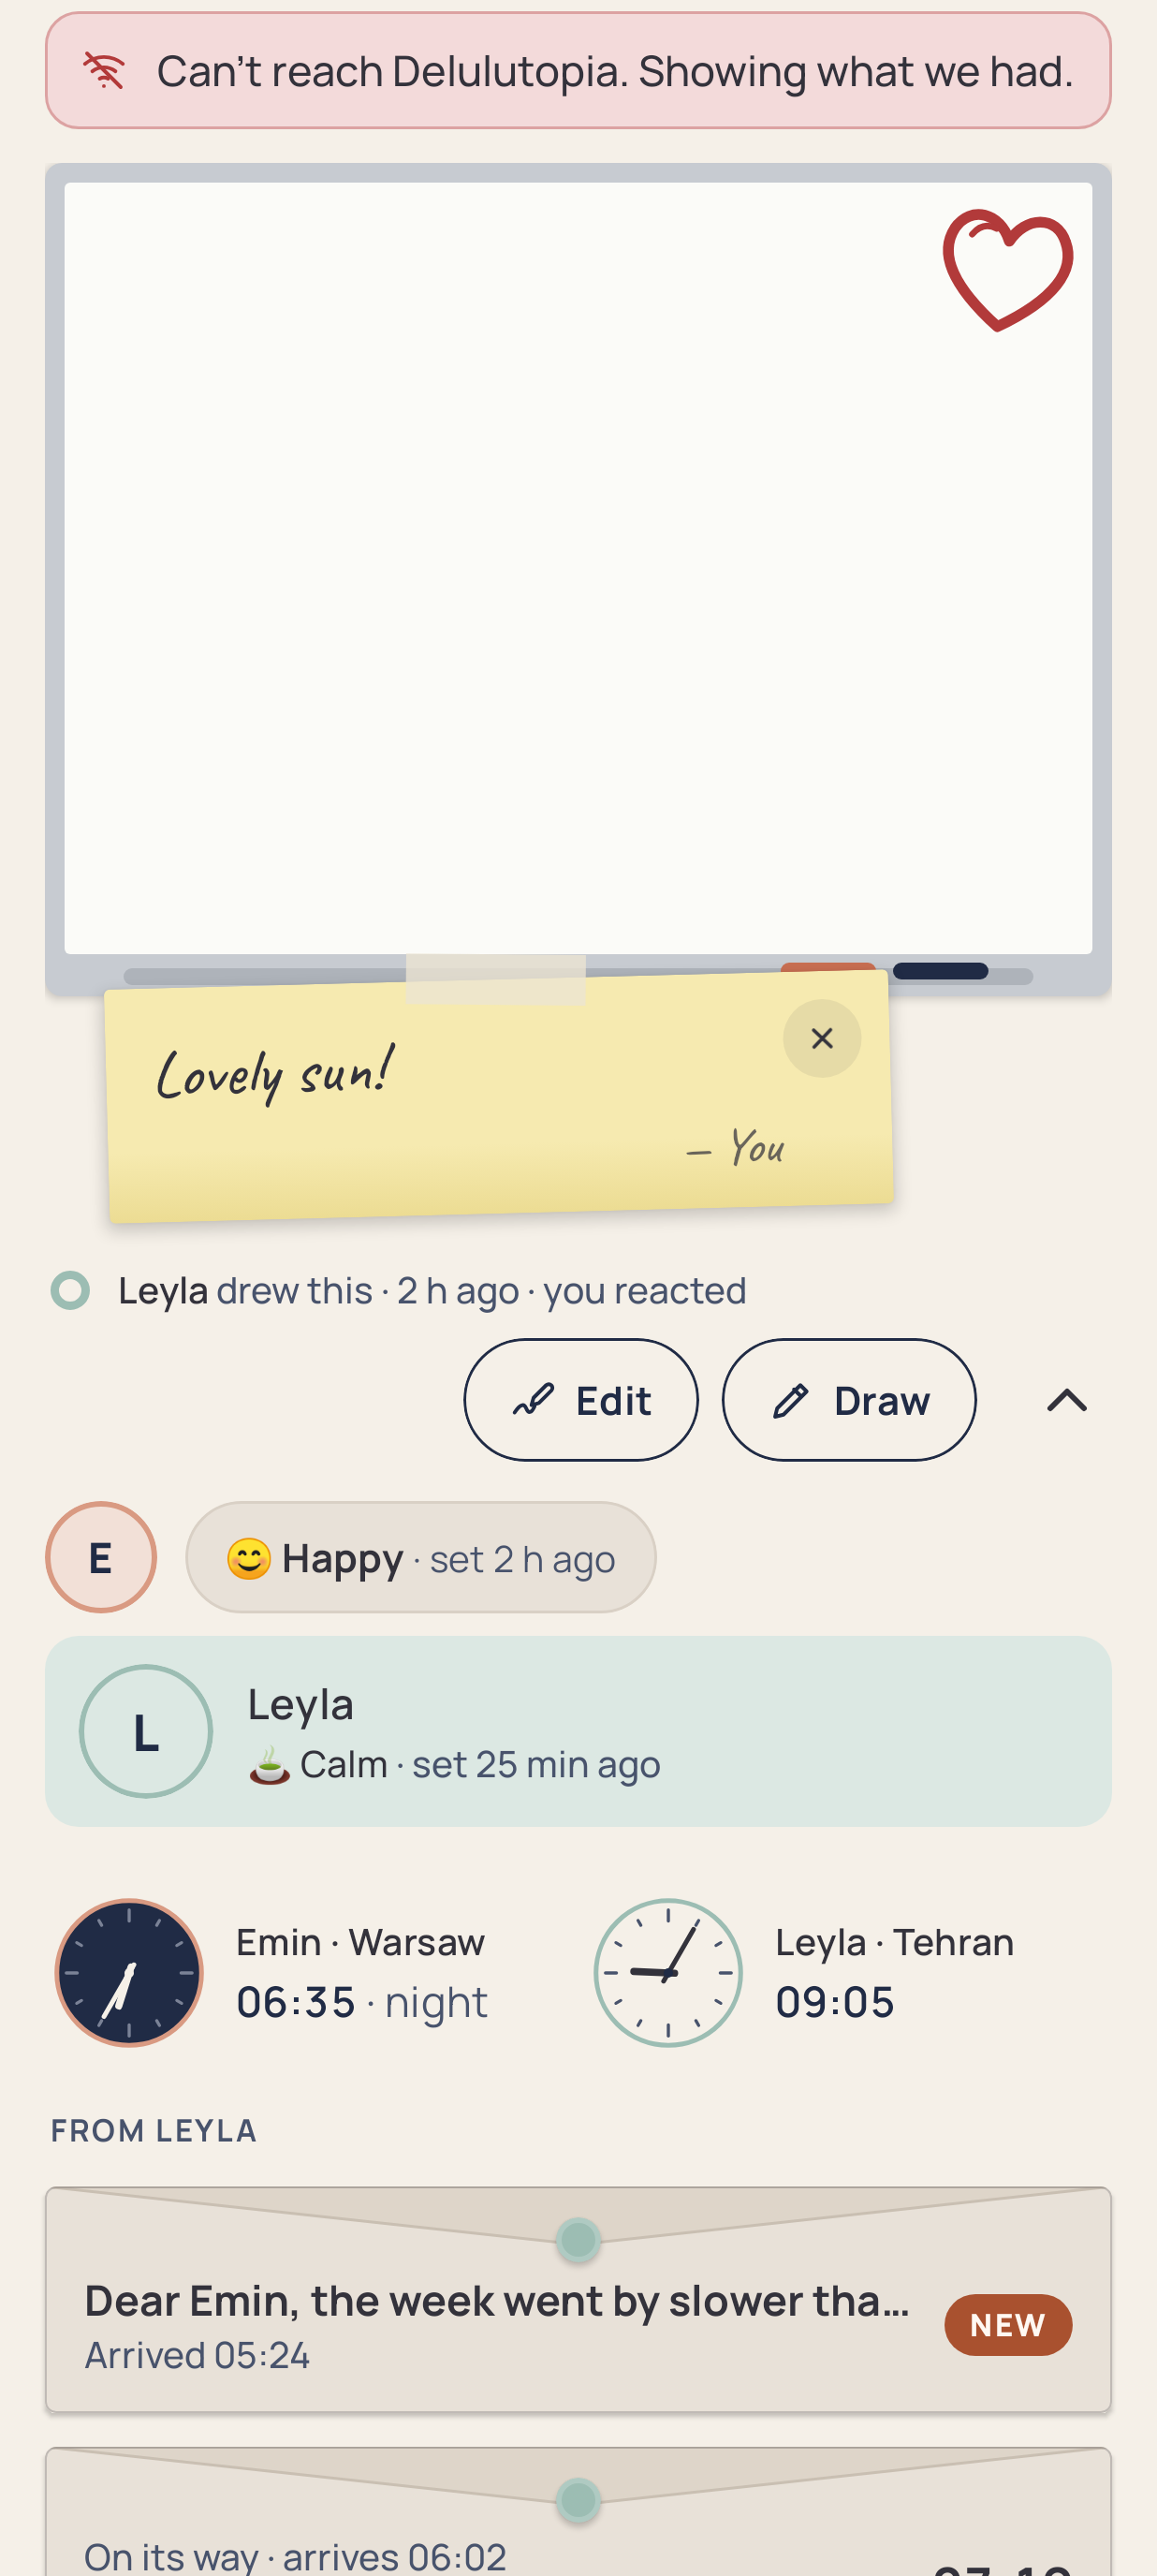 Can't reach Delulutopia. Showing what we had.
Lovely sun!
– You
Leyla drew this · 2 h ago · you reacted
Edit
Draw
E
😊 Happy · set 2 h ago
L
Leyla
🍵 Calm · set 25 min ago
Emin · Warsaw
06:35 · night
Leyla · Tehran
09:05
FROM LEYLA
Dear Emin, the week went by slower tha…
NEW
Arrived 05:24
On its way · arrives 06:02